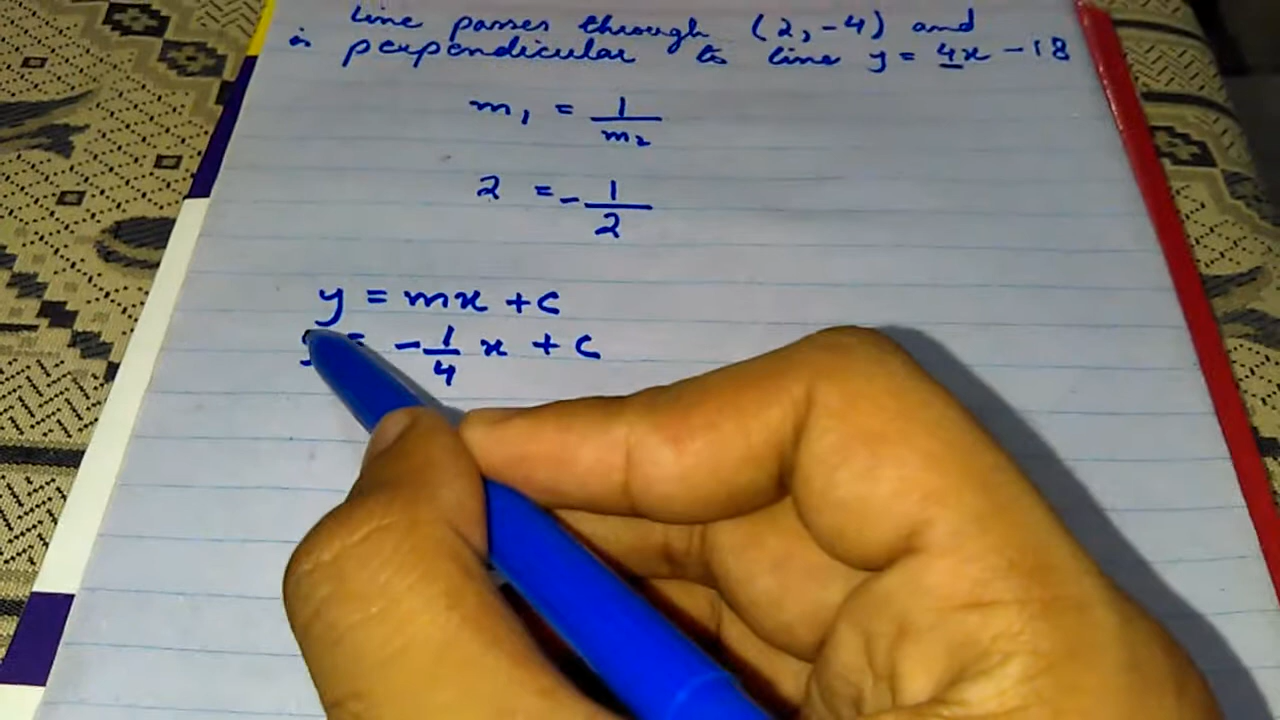 line passes through (2, -4) and
is perpendicular to line y = 4x - 18
m₁ = 1/m₂
2 = - 1/2
y = mx + c
= - 1/4 x + c